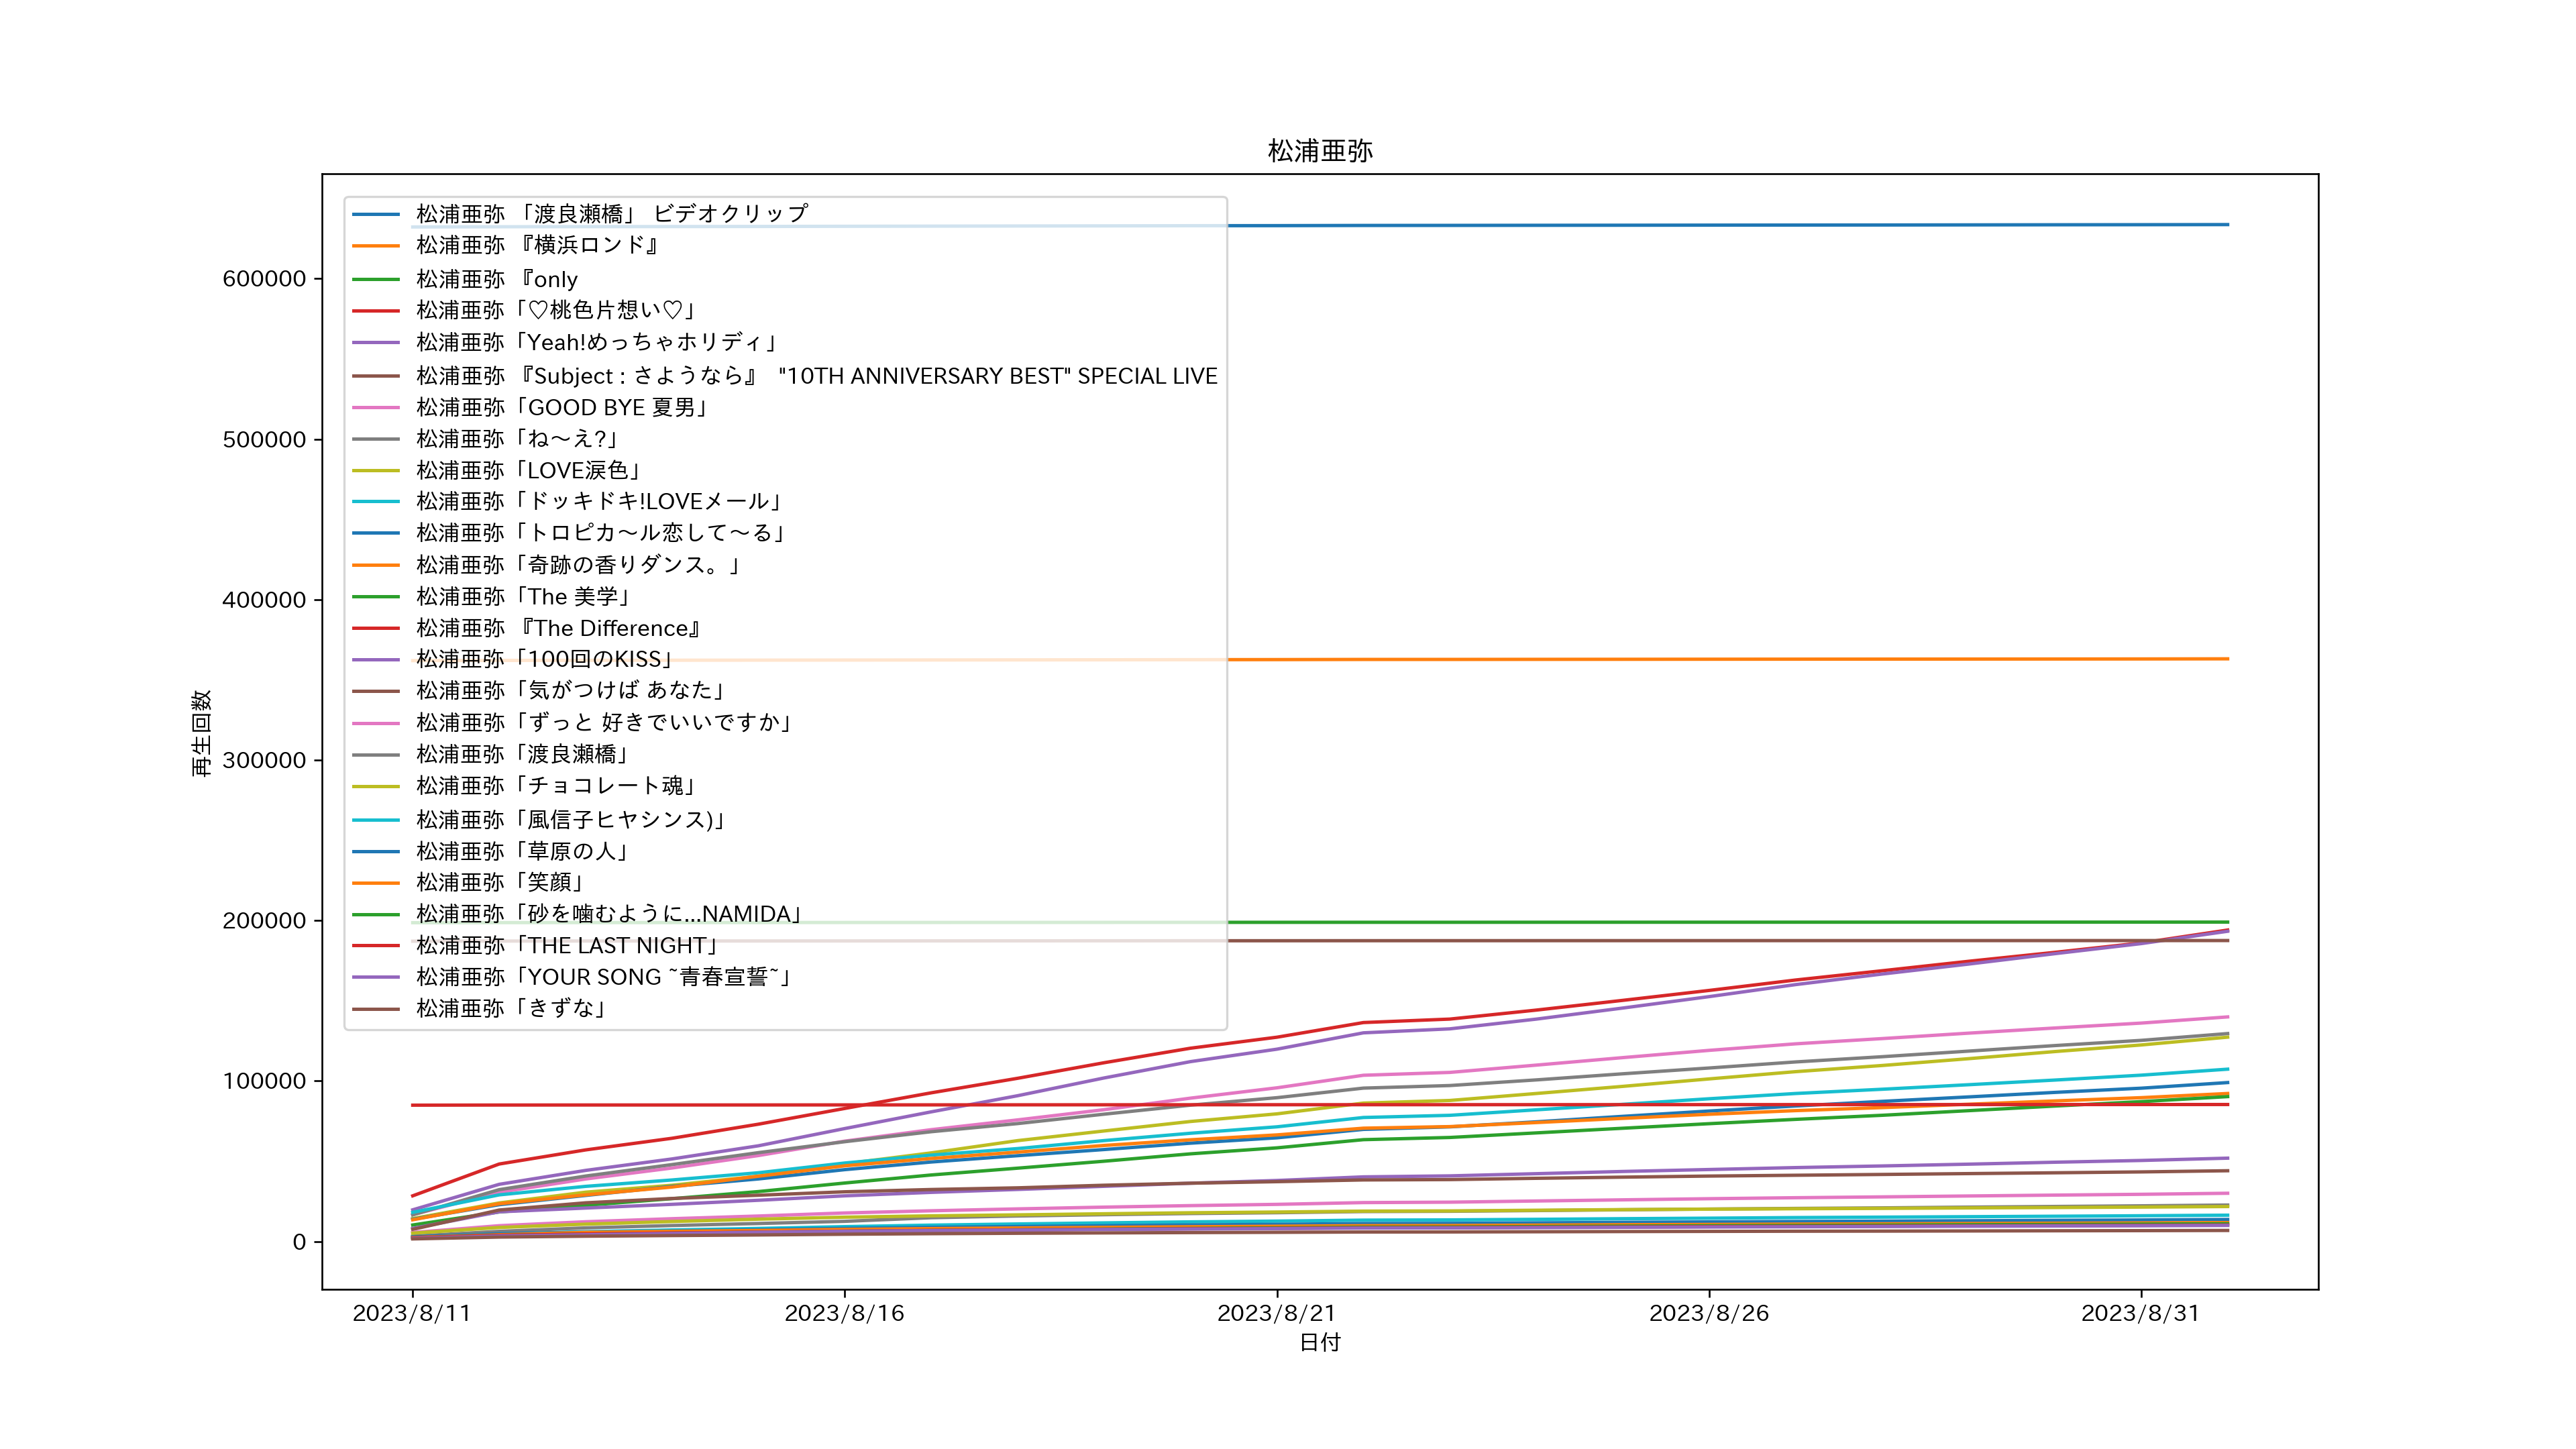 松浦亜弥
松浦亜弥 「渡良瀬橋」 ビデオクリップ
松浦亜弥 『横浜ロンド』
松浦亜弥 『only
松浦亜弥「♡桃色片想い♡」
松浦亜弥「Yeah!めっちゃホリディ」
松浦亜弥 『Subject : さようなら』 "10TH ANNIVERSARY BEST" SPECIAL LIVE
松浦亜弥「GOOD BYE 夏男」
松浦亜弥「ね～え?」
松浦亜弥「LOVE涙色」
松浦亜弥「ドッキドキ!LOVEメール」
松浦亜弥「トロピカ～ル恋して～る」
松浦亜弥「奇跡の香りダンス。」
松浦亜弥「The 美学」
松浦亜弥 『The Difference』
松浦亜弥「100回のKISS」
松浦亜弥「気がつけば あなた」
松浦亜弥「ずっと 好きでいいですか」
松浦亜弥「渡良瀬橋」
松浦亜弥「チョコレート魂」
松浦亜弥「風信子ヒヤシンス)」
松浦亜弥「草原の人」
松浦亜弥「笑顔」
松浦亜弥「砂を噛むように…NAMIDA」
松浦亜弥「THE LAST NIGHT」
松浦亜弥「YOUR SONG ~青春宣誓~」
松浦亜弥「きずな」
再生回数
600000
500000
400000
300000
200000
100000
0
2023/8/11 2023/8/16 2023/8/21 2023/8/26 2023/8/31
日付